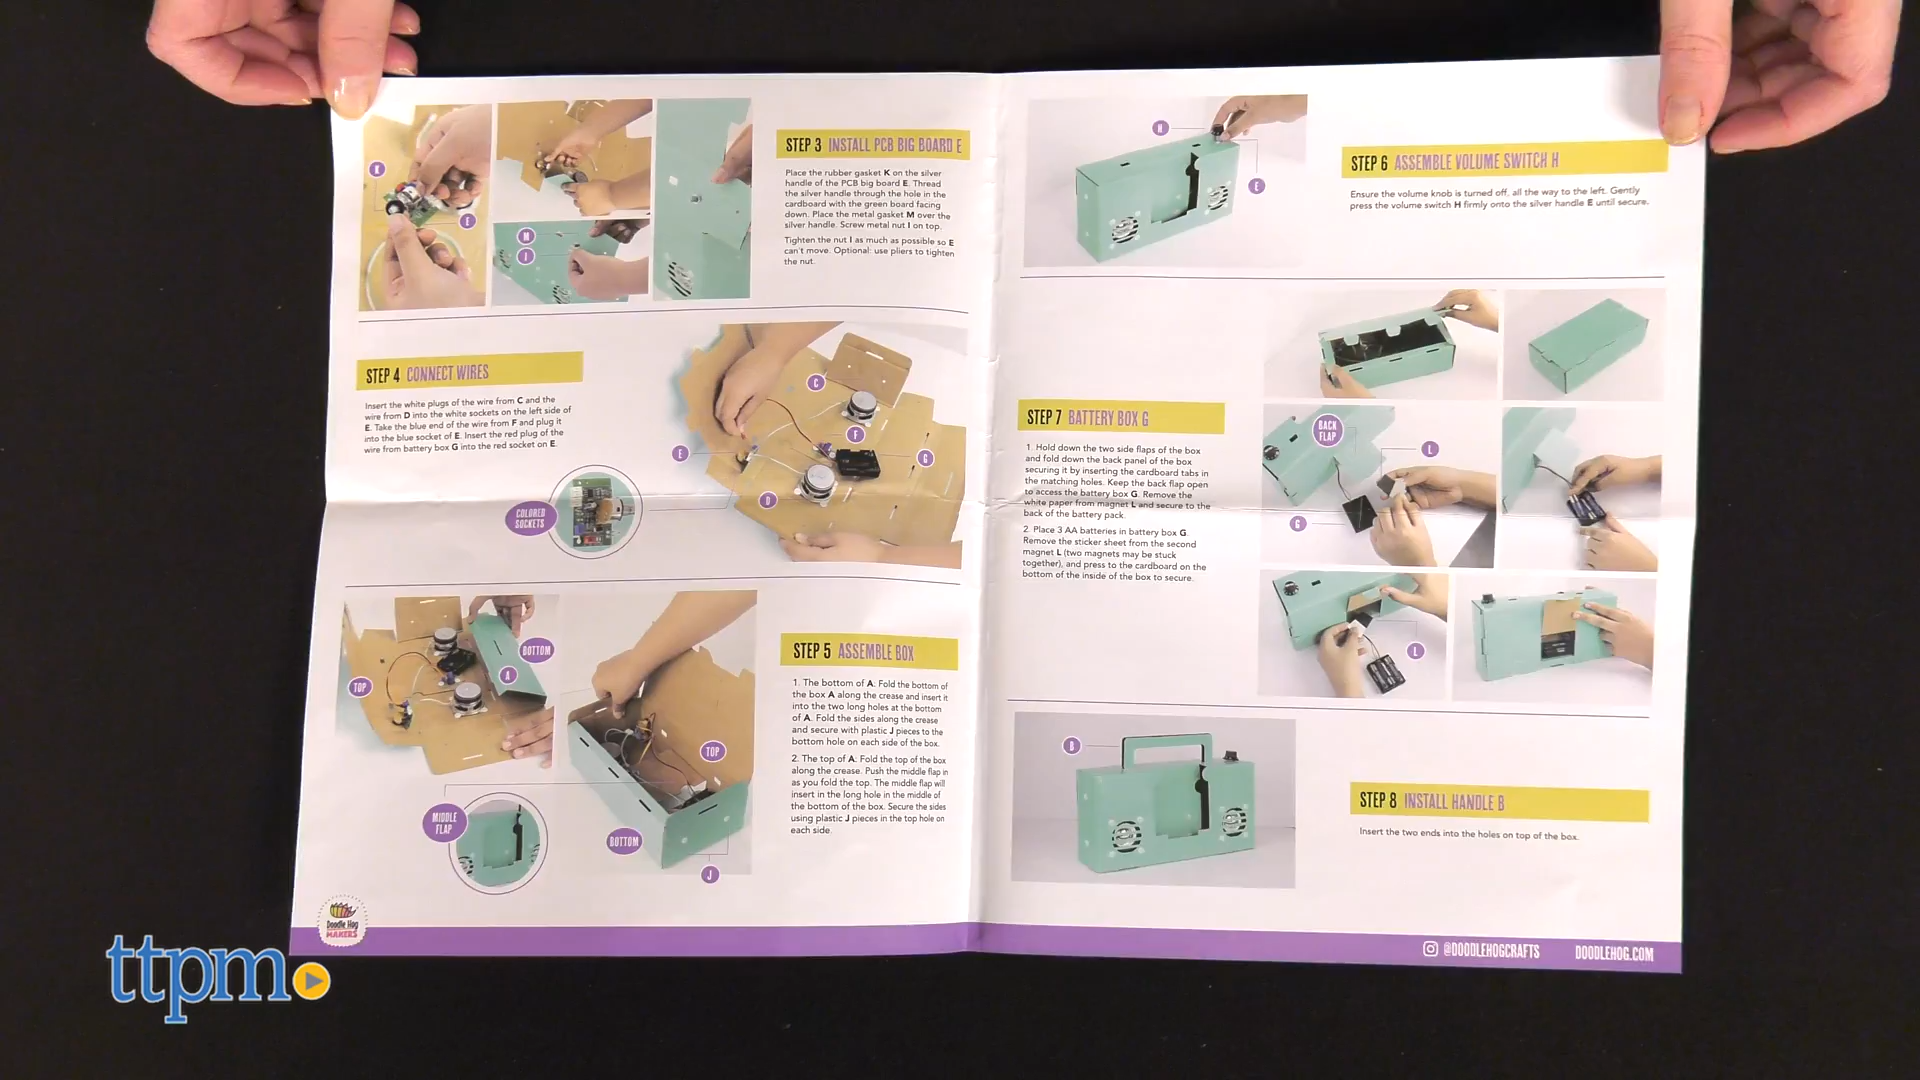 K
E
M
I
STEP 3 INSTALL PCB BIG BOARD E
Place the rubber gasket K on the silver
handle of the PCB big board E. Thread
the silver handle through the hole in the
cardboard with the green board facing
down. Place the metal gasket M over the
silver handle. Screw metal nut I on top.
Tighten the nut I as much as possible so E
can't move. Optional: use pliers to tighten
the nut.
STEP 4 CONNECT WIRES
Insert the white plugs of the wire from C and the
wire from D into the white sockets on the left side of
E. Take the blue end of the wire from F and plug it
into the blue socket of E. Insert the red plug of the
wire from battery box G into the red socket on E.
C
F
E
G
D
COLORED
SOCKETS
TOP
BOTTOM
A
MIDDLE
FLAP
TOP
BOTTOM
J
STEP 5 ASSEMBLE BOX
1. The bottom of A: Fold the bottom of
the box A along the crease and insert it
into the two long holes at the bottom
of A. Fold the sides along the crease
and secure with plastic J pieces to the
bottom hole on each side of the box.
2. The top of A: Fold the top of the box
along the crease. Push the middle flap in
as you fold the top. The middle flap will
insert in the long hole in the middle of
the bottom of the box. Secure the sides
using plastic J pieces in the top hole on
each side.
Doodle Hog
MAKERS
H
E
STEP 6 ASSEMBLE VOLUME SWITCH H
Ensure the volume knob is turned off, all the way to the left. Gently
press the volume switch H firmly onto the silver handle E until secure.
STEP 7 BATTERY BOX G
1. Hold down the two side flaps of the box
and fold down the back panel of the box
securing it by inserting the cardboard tabs in
the matching holes. Keep the back flap open
to access the battery box G. Remove the
white paper from magnet L and secure to the
back of the battery pack.
2. Place 3 AA batteries in battery box G.
Remove the sticker sheet from the second
magnet L (two magnets may be stuck
together), and press to the cardboard on the
bottom of the inside of the box to secure.
BACK
FLAP
L
G
L
B
STEP 8 INSTALL HANDLE B
Insert the two ends into the holes on top of the box.
@DOODLEHOGCRAFTS DOODLEHOG.COM
ttpm